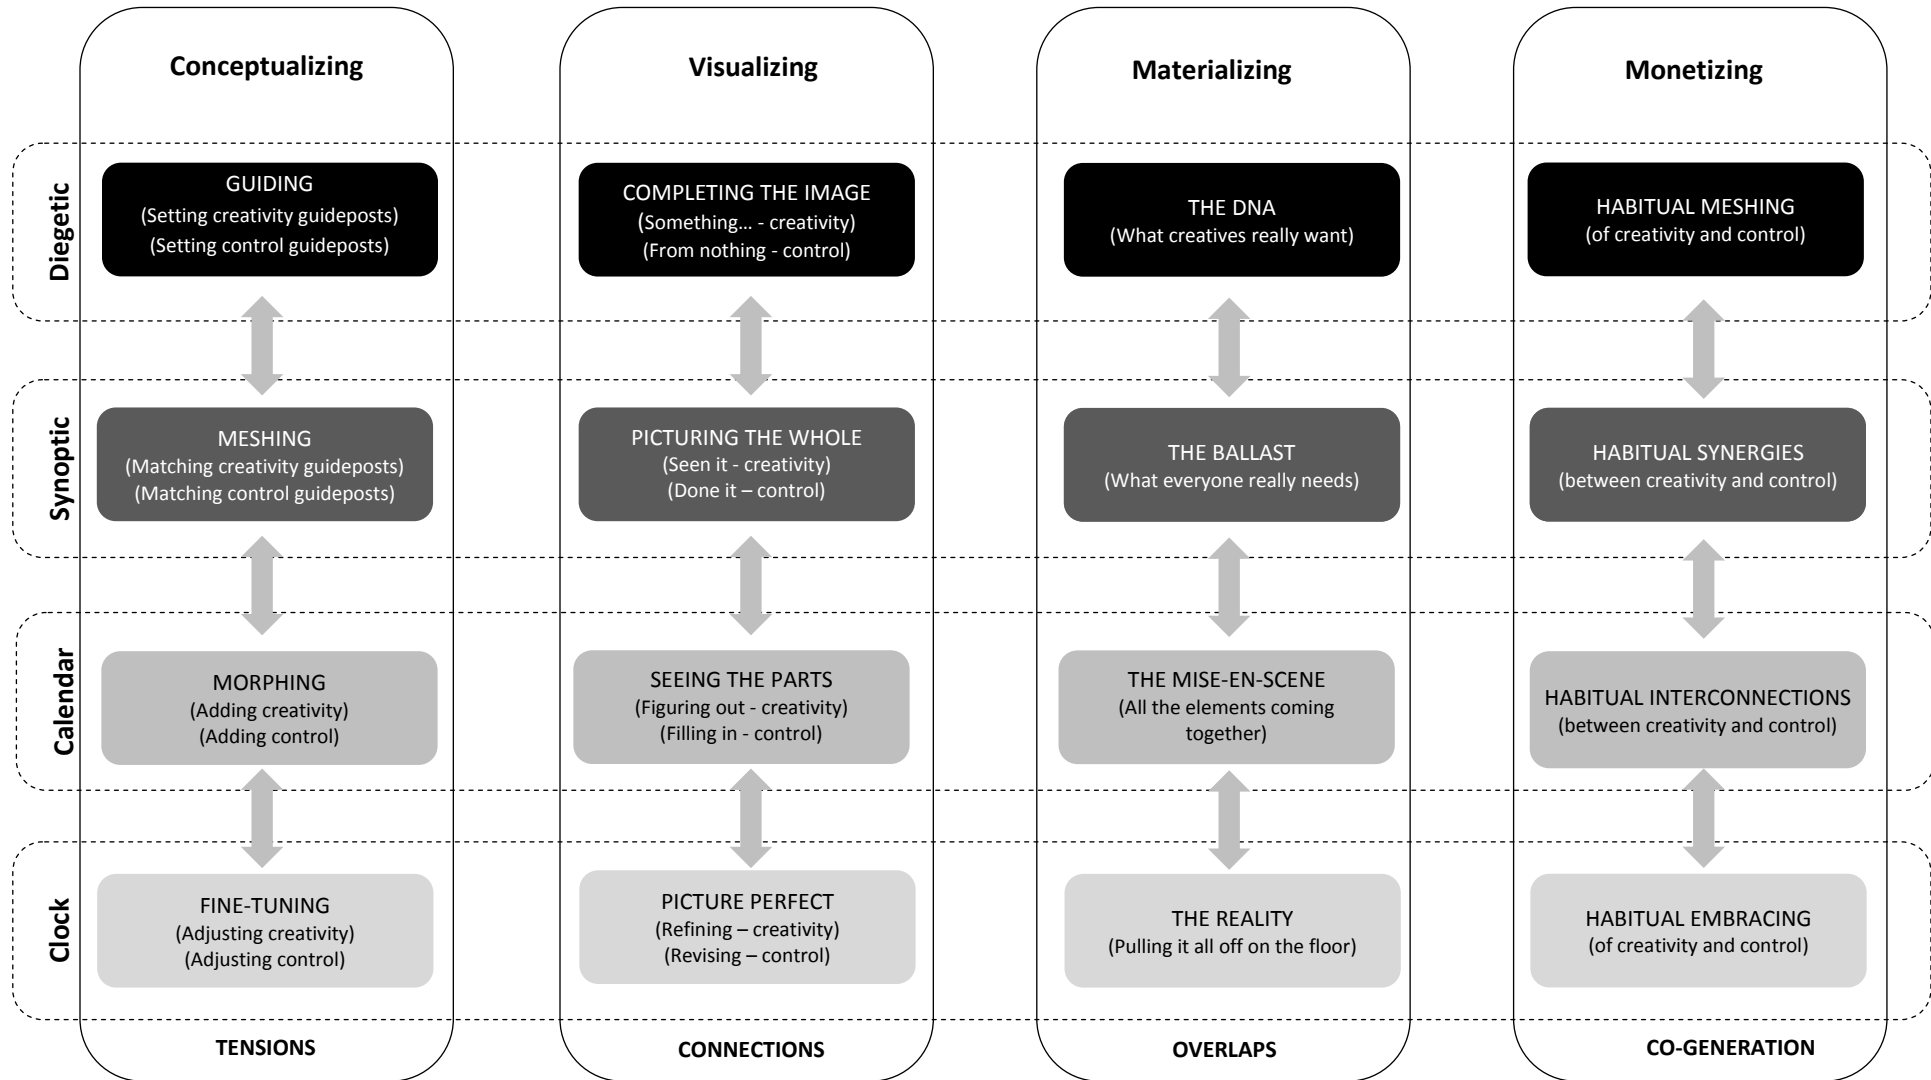 Conceptualizing
Visualizing
Materializing
Monetizing
Diegetic
GUIDING
(Setting creativity guideposts)
(Setting control guideposts)
COMPLETING THE IMAGE
(Something... - creativity)
(From nothing - control)
THE DNA
(What creatives really want)
HABITUAL MESHING
(of creativity and control)
Synoptic
MESHING
(Matching creativity guideposts)
(Matching control guideposts)
PICTURING THE WHOLE
(Seen it - creativity)
(Done it – control)
THE BALLAST
(What everyone really needs)
HABITUAL SYNERGIES
(between creativity and control)
Calendar
MORPHING
(Adding creativity)
(Adding control)
SEEING THE PARTS
(Figuring out - creativity)
(Filling in - control)
THE MISE-EN-SCENE
(All the elements coming
together)
HABITUAL INTERCONNECTIONS
(between creativity and control)
Clock
FINE-TUNING
(Adjusting creativity)
(Adjusting control)
PICTURE PERFECT
(Refining – creativity)
(Revising – control)
THE REALITY
(Pulling it all off on the floor)
HABITUAL EMBRACING
(of creativity and control)
TENSIONS
CONNECTIONS
OVERLAPS
CO-GENERATION